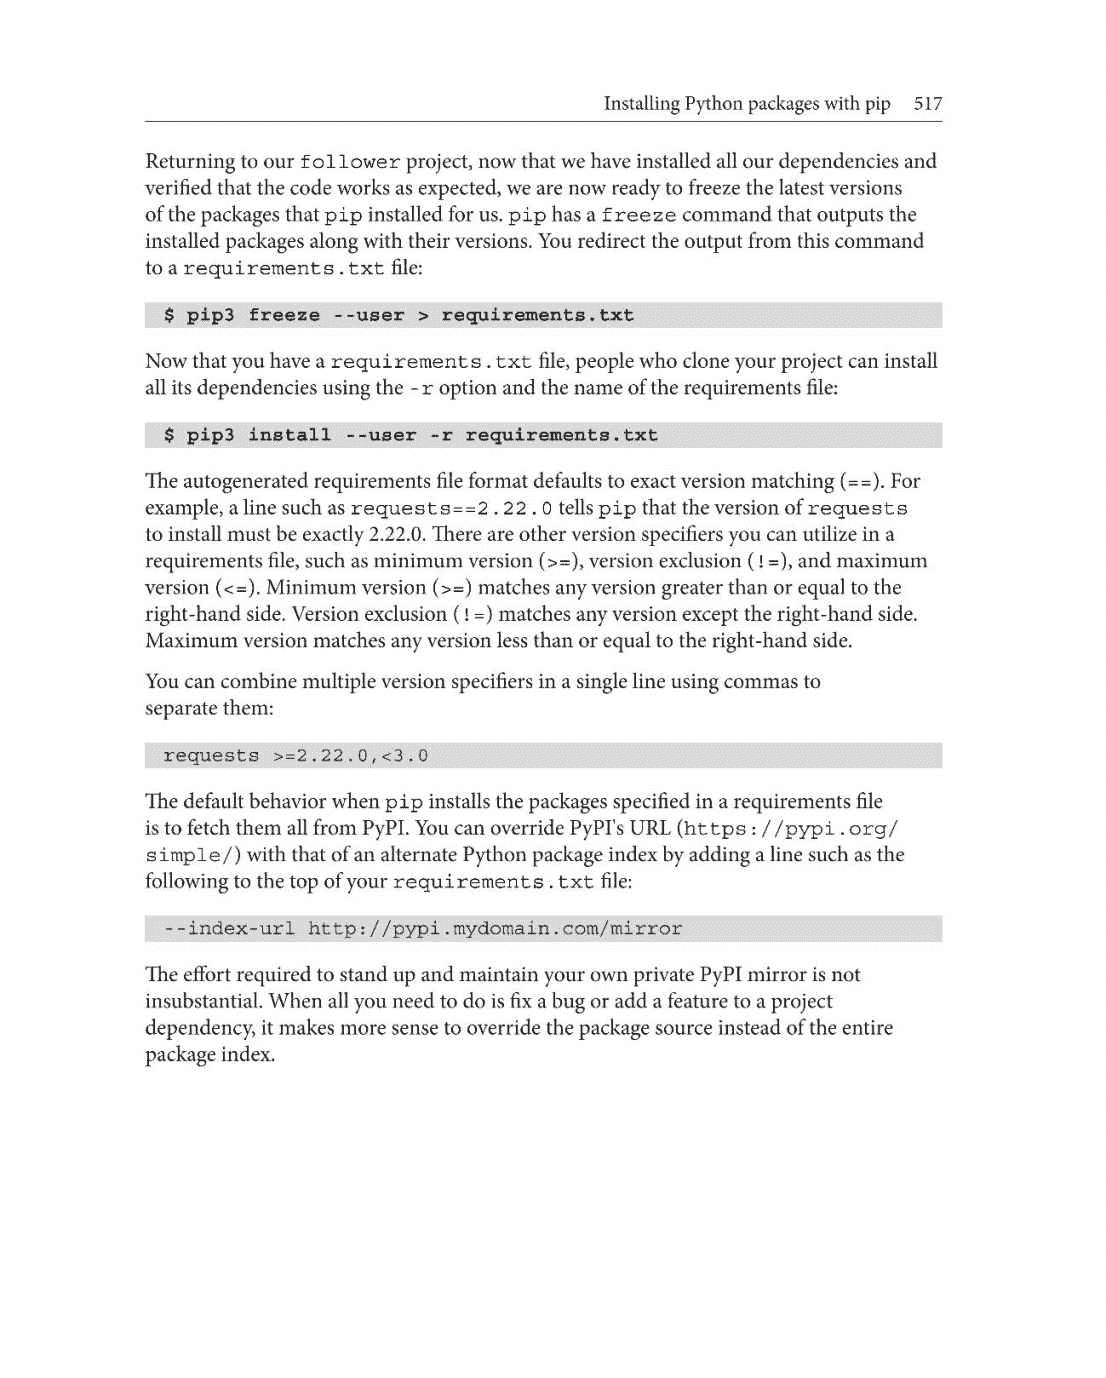 Installing Python packages with pip 517
Returning to our follower project, now that we have installed all our dependencies and
verified that the code works as expected, we are now ready to freeze the latest versions
of the packages that pip installed for us. pip has a freeze command that outputs the
installed packages along with their versions. You redirect the output from this command
to a requirements.txt file:
$ pip3 freeze --user > requirements.txt
Now that you have a requirements.txt file, people who clone your project can install
all its dependencies using the -r option and the name of the requirements file:
$ pip3 install --user -r requirements.txt
The autogenerated requirements file format defaults to exact version matching (==). For
example, a line such as requests==2.22.0 tells pip that the version of requests
to install must be exactly 2.22.0. There are other version specifiers you can utilize in a
requirements file, such as minimum version (>=), version exclusion (!=), and maximum
version (<=). Minimum version (>=) matches any version greater than or equal to the
right-hand side. Version exclusion (!=) matches any version except the right-hand side.
Maximum version matches any version less than or equal to the right-hand side.
You can combine multiple version specifiers in a single line using commas to
separate them:
requests >=2.22.0,<3.0
The default behavior when pip installs the packages specified in a requirements file
is to fetch them all from PyPI. You can override PyPI's URL (https://pypi.org/
simple/) with that of an alternate Python package index by adding a line such as the
following to the top of your requirements.txt file:
--index-url http://pypi.mydomain.com/mirror
The effort required to stand up and maintain your own private PyPI mirror is not
insubstantial. When all you need to do is fix a bug or add a feature to a project
dependency, it makes more sense to override the package source instead of the entire
package index.